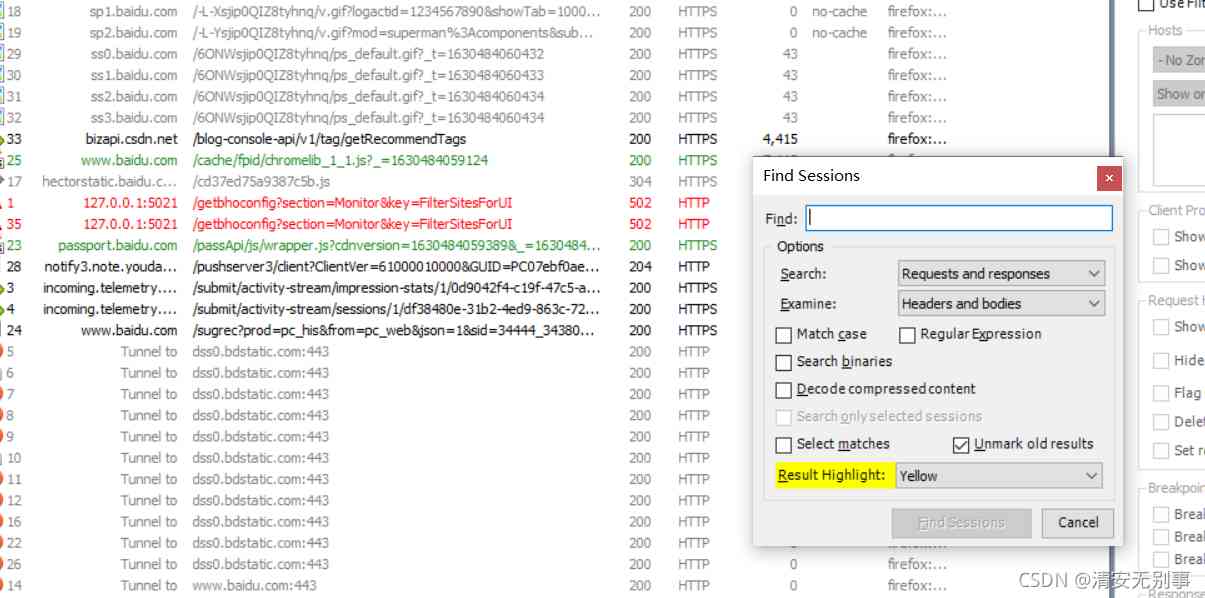 18 sp1.baidu.com /-L-Xsjip0QIZ8tyhnq/v.gif?logactid=1234567890&showTab=1000... 200 HTTPS 0 no-cache firefox:...
19 sp2.baidu.com /-L-Ysjip0QIZ8tyhnq/v.gif?mod=superman%3Acomponents&sub... 200 HTTPS 0 no-cache firefox:...
29 ss0.baidu.com /6ONWsjip0QIZ8tyhnq/ps_default.gif?_t=1630484060432 200 HTTPS 43 firefox:...
30 ss1.baidu.com /6ONWsjip0QIZ8tyhnq/ps_default.gif?_t=1630484060433 200 HTTPS 43 firefox:...
31 ss2.baidu.com /6ONWsjip0QIZ8tyhnq/ps_default.gif?_t=1630484060434 200 HTTPS 43 firefox:...
32 ss3.baidu.com /6ONWsjip0QIZ8tyhnq/ps_default.gif?_t=1630484060434 200 HTTPS 43 firefox:...
33 bizapi.csdn.net /blog-console-api/v1/tag/getRecommendTags 200 HTTPS 4,415 firefox:...
25 www.baidu.com /cache/fpid/chromelib_1_1.js?_=1630484059124 200 HTTPS
17 hectorstatic.baidu.c... /cd37ed75a9387c5b.js 304 HTTPS
1 127.0.0.1:5021 /getbhoconfig?section=Monitor&key=FilterSitesForUI 502 HTTP
35 127.0.0.1:5021 /getbhoconfig?section=Monitor&key=FilterSitesForUI 502 HTTP
23 passport.baidu.com /passApi/js/wrapper.js?cdnversion=1630484059389&_=1630484... 200 HTTPS
28 notify3.note.youda... /pushserver3/client?ClientVer=61000010000&GUID=PC07ebf0ae... 204 HTTP
3 incoming.telemetry.... /submit/activity-stream/impression-stats/1/0d9042f4-c19f-47c5-a... 200 HTTPS
4 incoming.telemetry.... /submit/activity-stream/sessions/1/df38480e-31b2-4ed9-863c-72... 200 HTTPS
24 www.baidu.com /sugrec?prod=pc_his&from=pc_web&json=1&sid=34444_34380... 200 HTTPS
5 Tunnel to dss0.bdstatic.com:443 200 HTTP
6 Tunnel to dss0.bdstatic.com:443 200 HTTP
7 Tunnel to dss0.bdstatic.com:443 200 HTTP
8 Tunnel to dss0.bdstatic.com:443 200 HTTP
9 Tunnel to dss0.bdstatic.com:443 200 HTTP
10 Tunnel to dss0.bdstatic.com:443 200 HTTP
11 Tunnel to dss0.bdstatic.com:443 200 HTTP
12 Tunnel to dss0.bdstatic.com:443 200 HTTP
16 Tunnel to dss0.bdstatic.com:443 200 HTTP
22 Tunnel to dss0.bdstatic.com:443 200 HTTP
26 Tunnel to dss0.bdstatic.com:443 200 HTTP 0 firefox:...
14 Tunnel to www.baidu.com:443 200 HTTP 0 firefox:...
Find Sessions
Find:
Options
Search: Requests and responses
Examine: Headers and bodies
Match case Regular Expression
Search binaries
Decode compressed content
Search only selected sessions
Select matches Unmark old results
Result Highlight: Yellow
Find Sessions Cancel
Use Filt
Hosts
- No Zon
Show on
Client Pro
Show
Show
Request H
Show
Hide
Flag
Delet
Set re
Breakpoin
Break
Break
Break
Response
CSDN @清安无别事